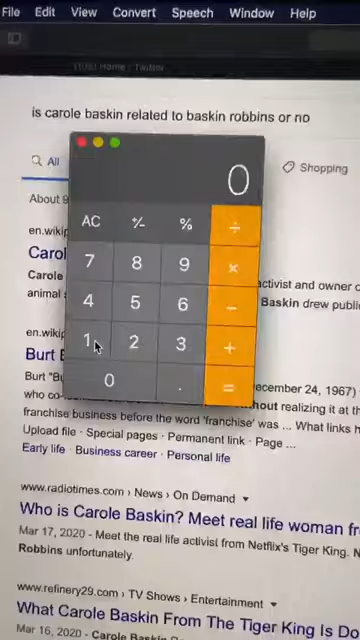 File Edit View Convert Speech Window Help
is carole baskin related to baskin robbins or no
All
Shopping
0
About 9
AC +/- % ÷
en.wikip
7 8 9 ×
Carol
Carole
activist and owner o
animal
Baskin drew publi
4 5 6 −
en.wikip
1 2 3 +
Burt B
Burt "Bu
ecember 24, 1967)
0 . =
who co-
hout realizing it at th
franchise business before the word 'franchise' was ... What links h
Upload file · Special pages · Permanent link · Page ...
Early life · Business career · Personal life
www.radiotimes.com › News › On Demand
Who is Carole Baskin? Meet real life woman fr
Mar 17, 2020 - Meet the real life activist from Netflix's Tiger King. N
Robbins unfortunately.
www.refinery29.com › TV Shows › Entertainment
What Carole Baskin From The Tiger King Is Do
Mar 16, 2020 - Carole Baskin